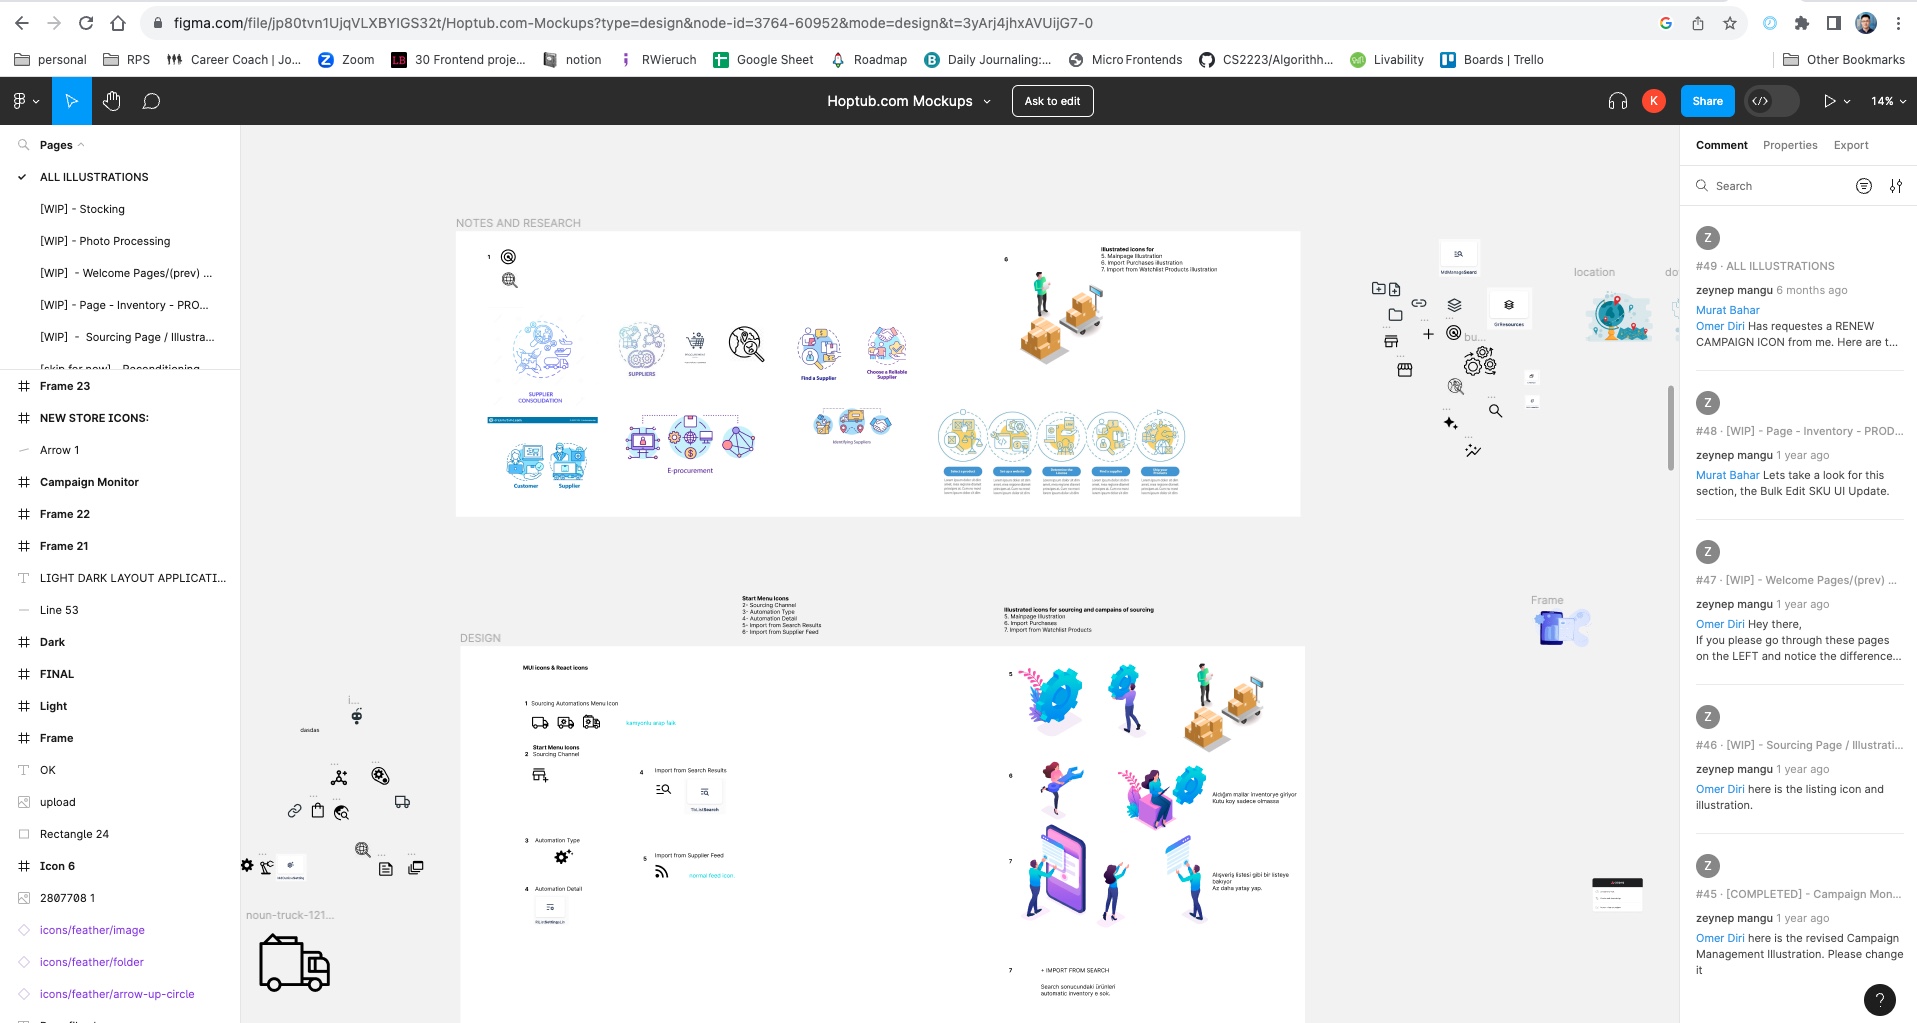 figma.com/file/jp80tvn1UjqVLXBYIGS32t/Hoptub.com-Mockups?type=design&node-id=3764-60952&mode=design&t=3yArj4jhxAVUijG7-0
personal
RPS
Career Coach | Jo...
Zoom
LB
30 Frontend proje...
notion
RWieruch
Google Sheet
Roadmap
B
Daily Journaling:...
Micro Frontends
CS2223/Algorithh...
Livability
Boards | Trello
Other Bookmarks
Hoptub.com Mockups
Ask to edit
K
Share
14%
Pages
ALL ILLUSTRATIONS
[WIP] - Stocking
[WIP] - Photo Processing
[WIP]  - Welcome Pages/(prev) ...
[WIP] - Page - Inventory - PRO...
[WIP]  -  Sourcing Page / Illustra...
[skip for now] - Reconditioning
Frame 23
NEW STORE ICONS:
Arrow 1
Campaign Monitor
Frame 22
Frame 21
LIGHT DARK LAYOUT APPLICATI...
Line 53
Dark
FINAL
Light
Frame
OK
upload
Rectangle 24
Icon 6
2807708 1
icons/feather/image
icons/feather/folder
icons/feather/arrow-up-circle
NOTES AND RESEARCH
1
SUPPLIER
CONSOLIDATION
SUPPLIERS
Find a Supplier
Choose a Reliable
Supplier
Customer
Supplier
E-procurement
Identifying Suppliers
6
Illustrated icons for
5. Mainpage Illustration
6. Import Purchases illustration
7. Import from Watchlist Products illustration
MdManageSearch
GrResources
bu...
location
do
Start Menu Icons
2- Sourcing Channel
3- Automation Type
4- Automation Detail
5- Import from Search Results
6- Import from Supplier Feed
Illustrated icons for sourcing and campains of sourcing
5. Mainpage Illustration
6. Import Purchases
7. Import from Watchlist Products
Frame
DESIGN
MUI icons & React icons
1 Sourcing Automations Menu Icon
kamyonlu arap faik
Start Menu Icons
2 Sourcing Channel
4 Import from Search Results
TbListSearch
3 Automation Type
5 Import from Supplier Feed
normal feed icon
4 Automation Detail
5
6
Aldığım mallar inventorye giriyor
Kutu koy sadece olmassa
7
Alışveriş listesi gibi bir listeye
bakıyor
Az daha yatay yap.
7 + IMPORT FROM SEARCH
Search sonucundaki ürünleri
automatic inventory e sok.
i...
dasdas
noun-truck-121...
Comment
Properties
Export
Search
Z
#49 · ALL ILLUSTRATIONS
zeynep mangu 6 months ago
Murat Bahar
Omer Diri Has requestes a RENEW
CAMPAIGN ICON from me. Here are t...
Z
#48 · [WIP] - Page - Inventory - PROD...
zeynep mangu 1 year ago
Murat Bahar Lets take a look for this
section, the Bulk Edit SKU UI Update.
Z
#47 · [WIP] - Welcome Pages/(prev) ...
zeynep mangu 1 year ago
Omer Diri Hey there,
If you please go through these pages
on the LEFT and notice the difference...
Z
#46 · [WIP] - Sourcing Page / Illustrati...
zeynep mangu 1 year ago
Omer Diri here is the listing icon and
illustration.
Z
#45 · [COMPLETED] - Campaign Mon...
zeynep mangu 1 year ago
Omer Diri here is the revised Campaign
Management Illustration. Please change
it
?